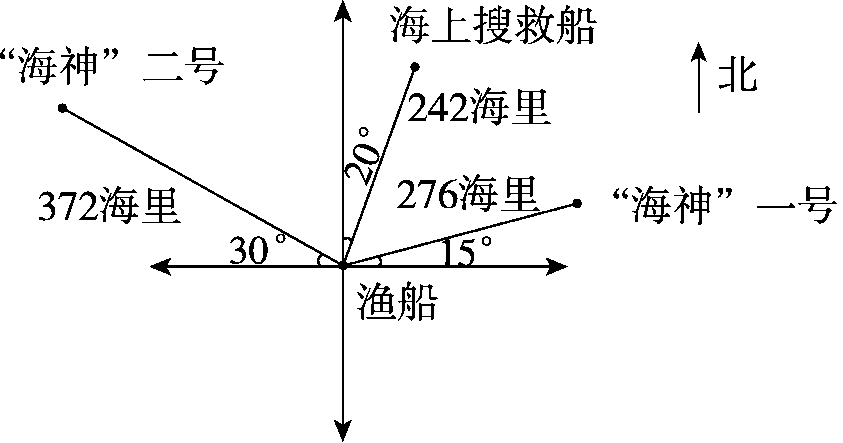 海上搜救船
“海神”二号
北
242海里
20°
372海里
276海里
“海神”一号
30°
15°
渔船